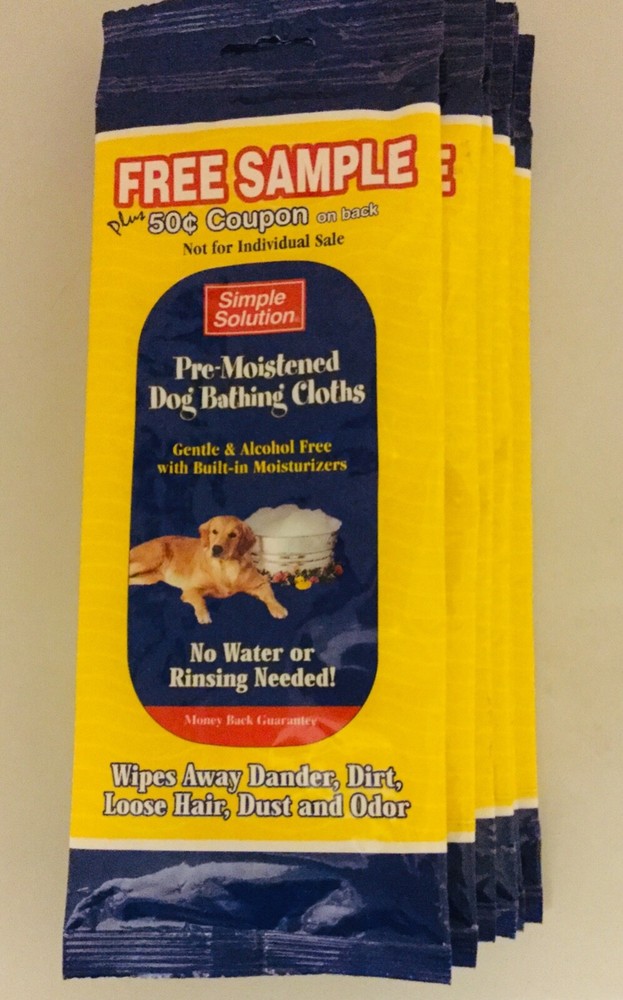 FREE SAMPLE
plus 50¢ Coupon on back
Not for Individual Sale
Simple
Solution®
Pre-Moistened
Dog Bathing Cloths
Gentle & Alcohol Free
with Built-in Moisturizers
No Water or
Rinsing Needed!
Money Back Guarantee
Wipes Away Dander, Dirt,
Loose Hair, Dust and Odor
E